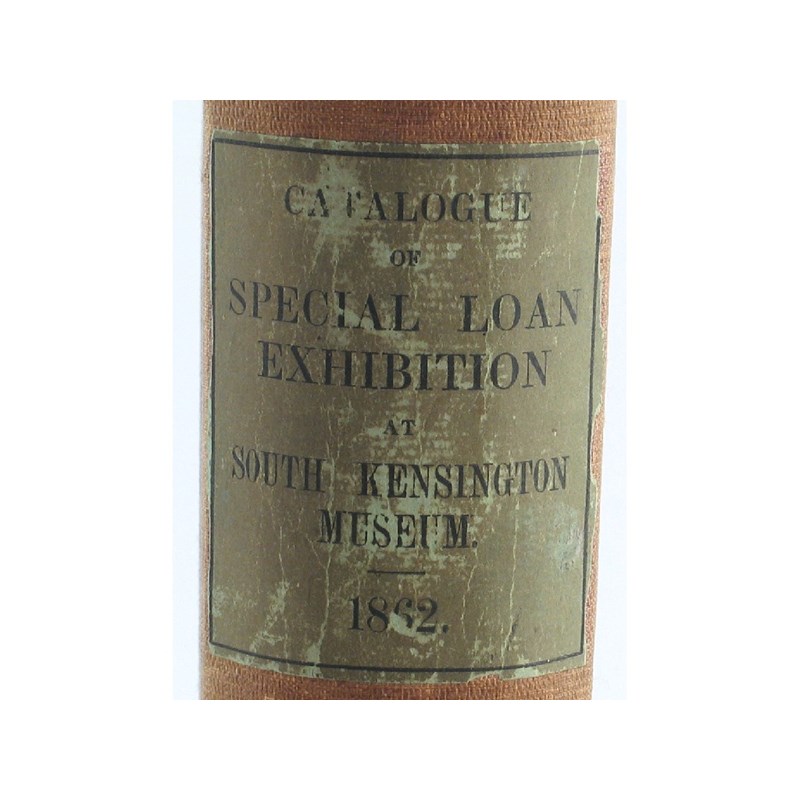 CATALOGUE
OF
SPECIAL LOAN
EXHIBITION
AT
SOUTH KENSINGTON
MUSEUM.
1862.